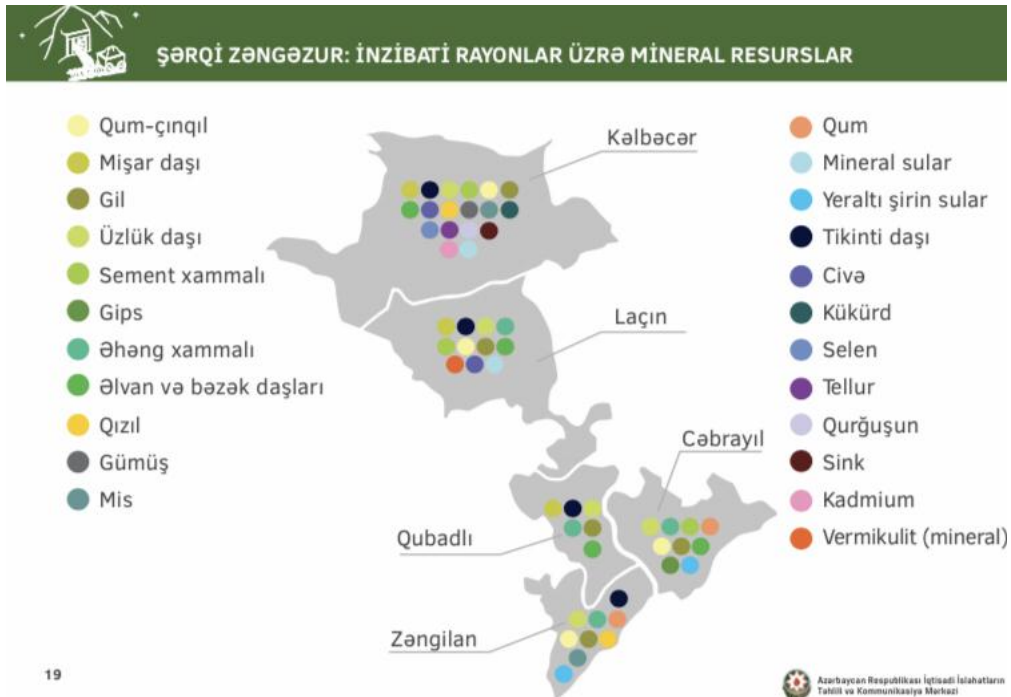 ŞƏRQİ ZƏNGƏZUR: İNZİBATİ RAYONLAR ÜZRƏ MİNERAL RESURSLAR
Qum-çınqıl
Mişar daşı
Gil
Üzlük daşı
Sement xammalı
Gips
Əhəng xammalı
Əlvan və bəzək daşları
Qızıl
Gümüş
Mis
Kəlbəcər
Laçın
Cəbrayıl
Qubadlı
Zəngilan
Qum
Mineral sular
Yeraltı şirin sular
Tikinti daşı
Civə
Kükürd
Selen
Tellur
Qurğuşun
Sink
Kadmium
Vermikulit (mineral)
19
Azərbaycan Respublikası İqtisadi İslahatların
Təhlili və Kommunikasiya Mərkəzi